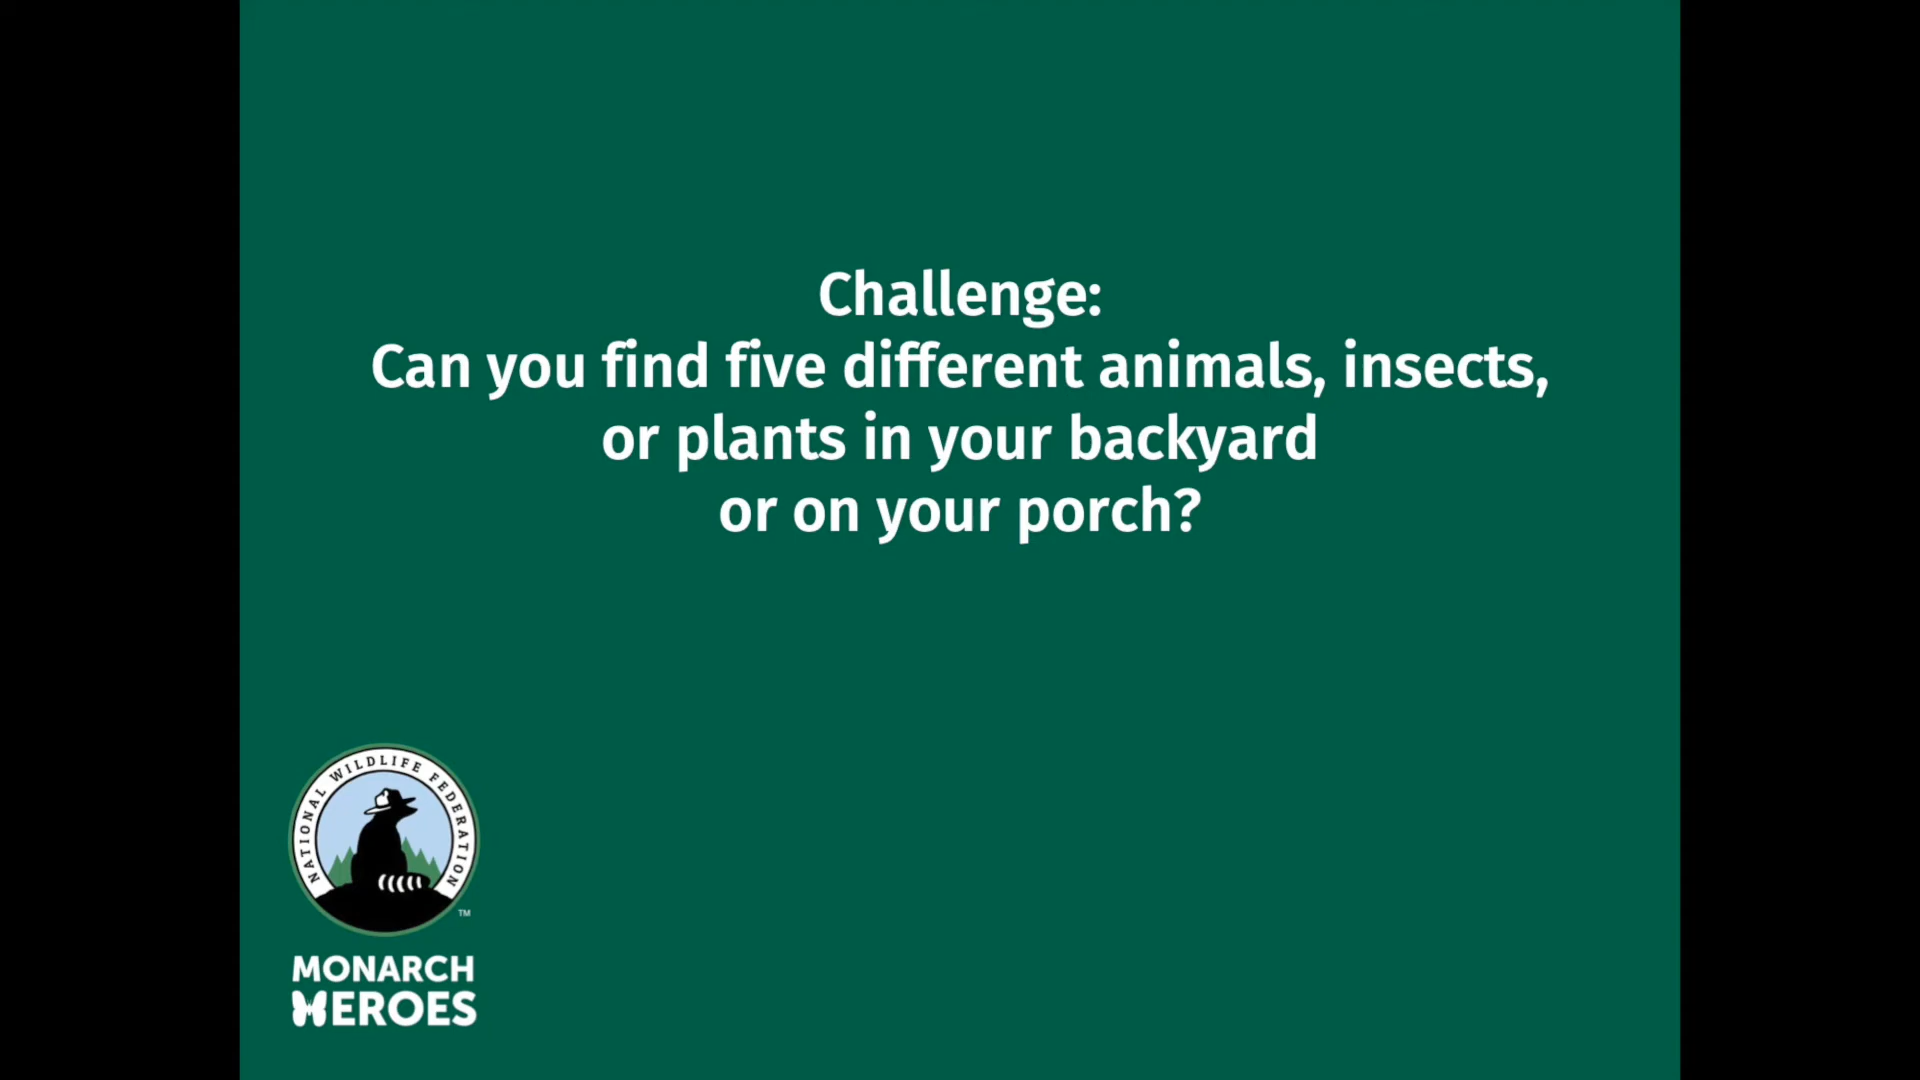 Challenge:
Can you find five different animals, insects,
or plants in your backyard
or on your porch?
NATIONAL WILDLIFE FEDERATION
TM
MONARCH
HEROES